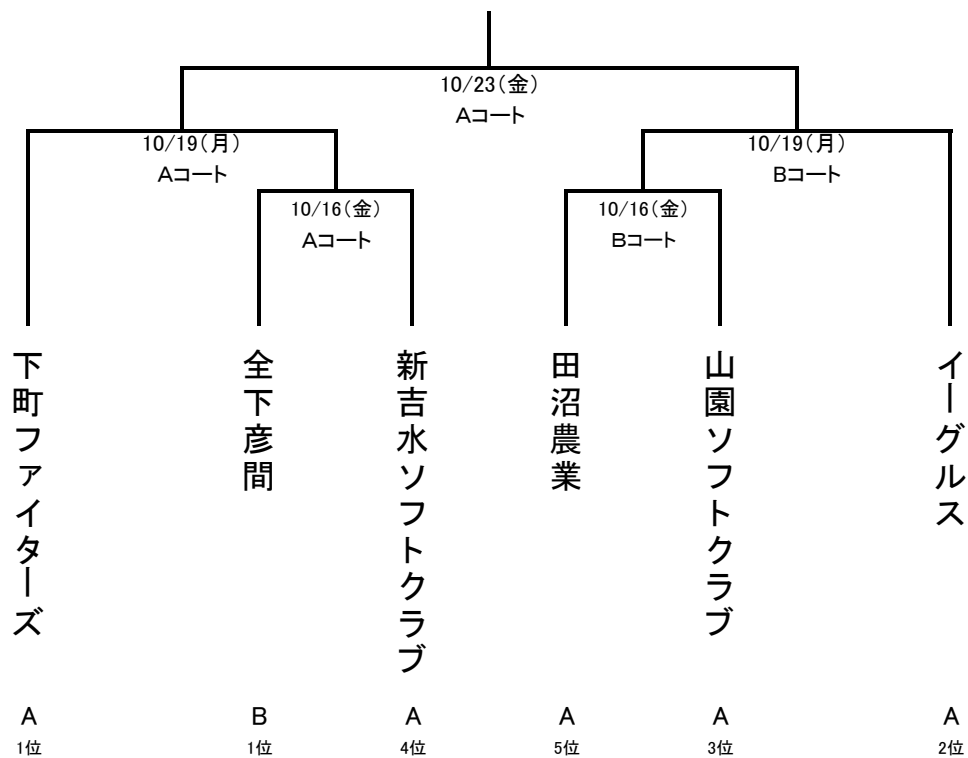 10/23(金)
Aコート
10/19(月)
Aコート
10/19(月)
Bコート
10/16(金)
Aコート
10/16(金)
Bコート
下町ファイターズ
全下彦間
新吉水ソフトクラブ
田沼農業
山園ソフトクラブ
イーグルス
A
B
A
A
A
A
1位
1位
4位
5位
3位
2位